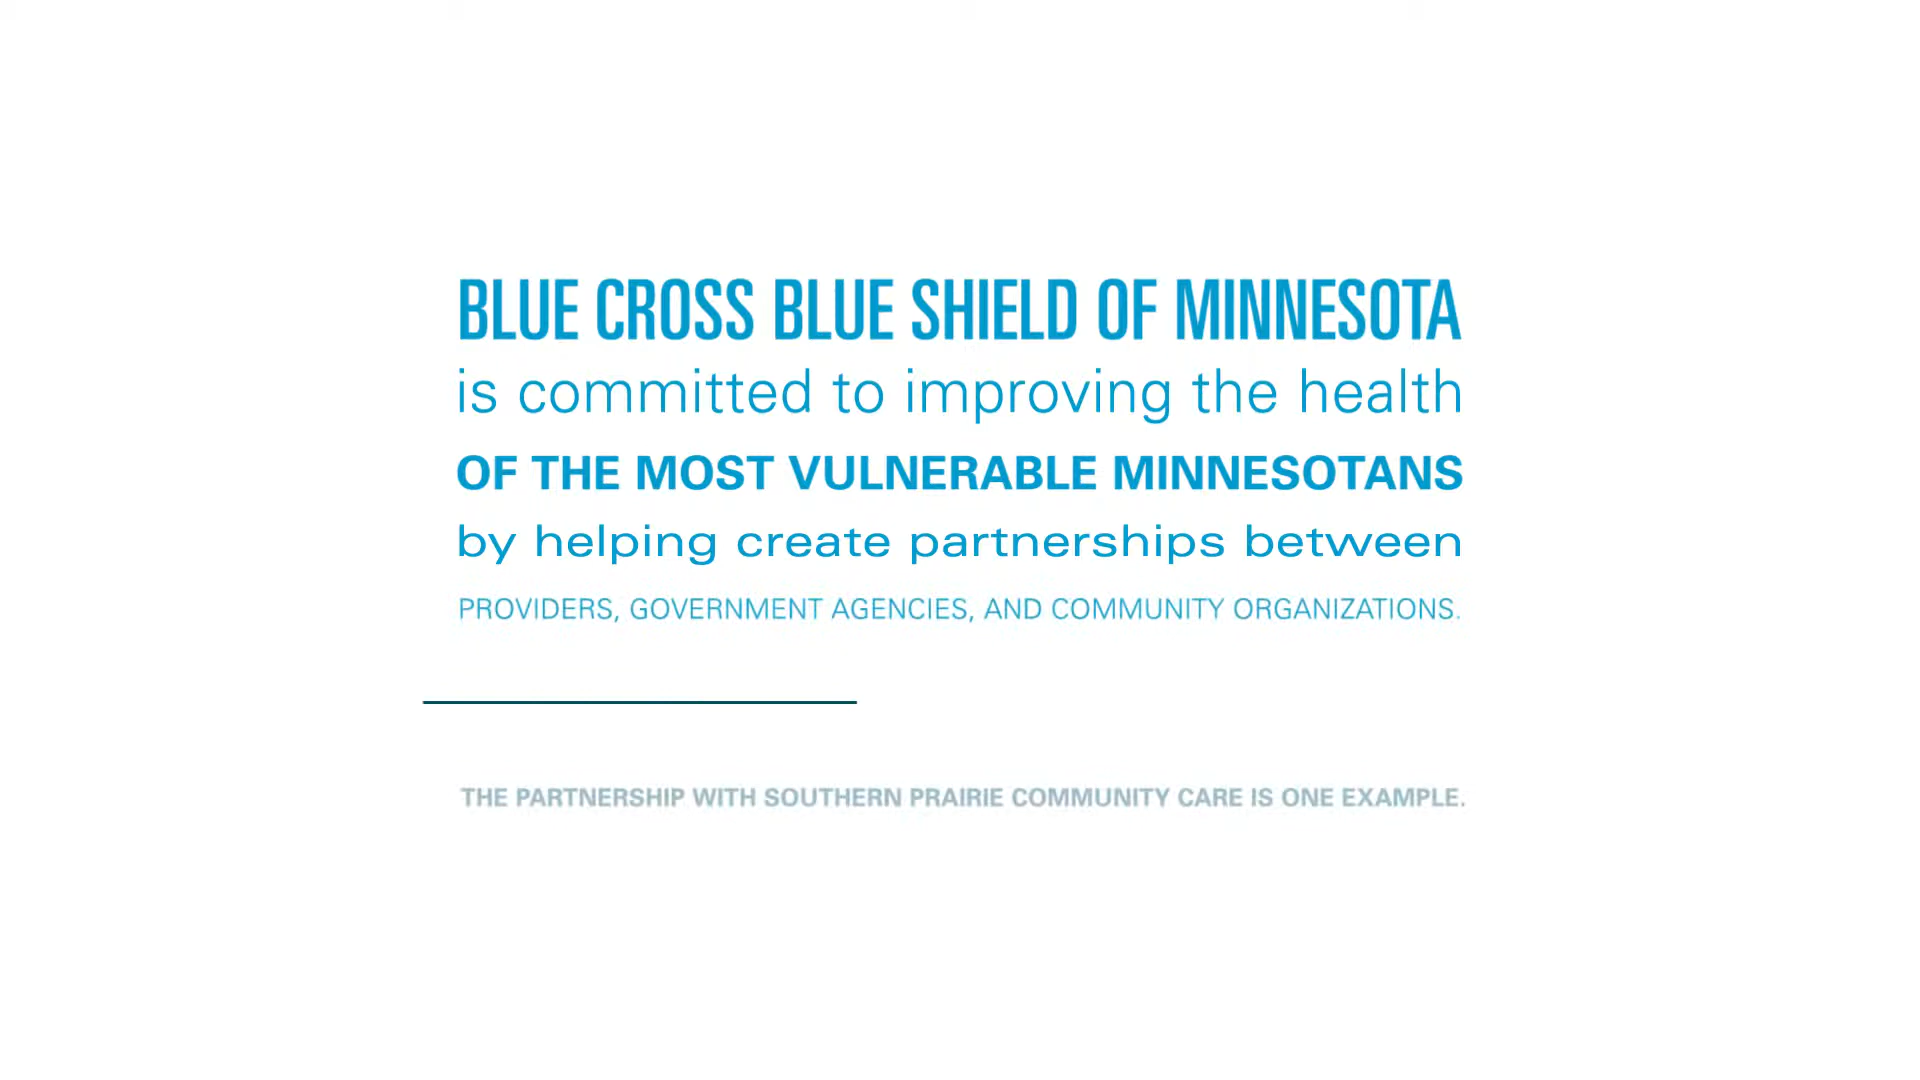 BLUE CROSS BLUE SHIELD OF MINNESOTA
is committed to improving the health
OF THE MOST VULNERABLE MINNESOTANS
by helping create partnerships between
PROVIDERS, GOVERNMENT AGENCIES, AND COMMUNITY ORGANIZATIONS.
THE PARTNERSHIP WITH SOUTHERN PRAIRIE COMMUNITY CARE IS ONE EXAMPLE.